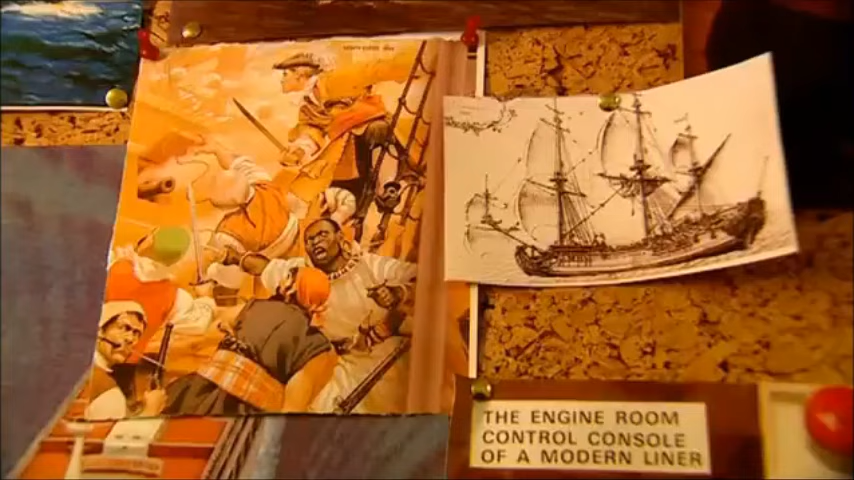 THE ENGINE ROOM
CONTROL CONSOLE
OF A MODERN LINER